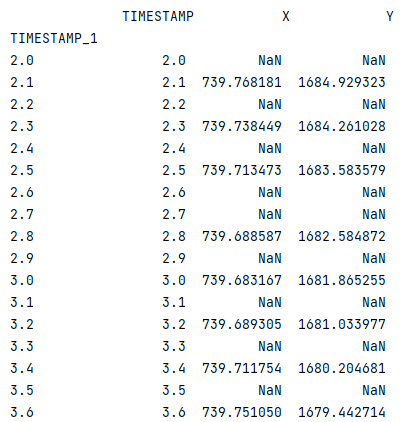 TIMESTAMP X Y
TIMESTAMP_1
2.0 2.0 NaN NaN
2.1 2.1 739.768181 1684.929323
2.2 2.2 NaN NaN
2.3 2.3 739.738449 1684.261028
2.4 2.4 NaN NaN
2.5 2.5 739.713473 1683.583579
2.6 2.6 NaN NaN
2.7 2.7 NaN NaN
2.8 2.8 739.688587 1682.584872
2.9 2.9 NaN NaN
3.0 3.0 739.683167 1681.865255
3.1 3.1 NaN NaN
3.2 3.2 739.689305 1681.033977
3.3 3.3 NaN NaN
3.4 3.4 739.711754 1680.204681
3.5 3.5 NaN NaN
3.6 3.6 739.751050 1679.442714